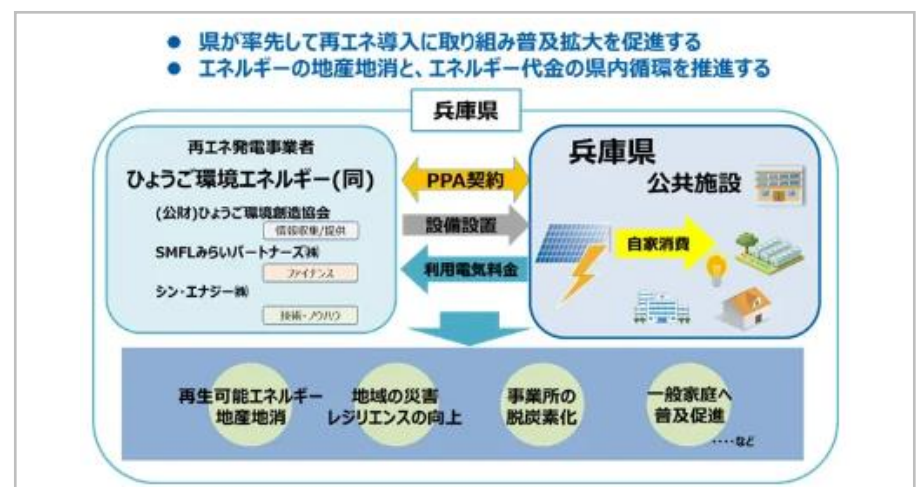 ● 県が率先して再エネ導入に取り組み普及拡大を促進する
● エネルギーの地産地消と、エネルギー代金の県内循環を推進する
兵庫県
再エネ発電事業者
ひょうご環境エネルギー(同)
(公財)ひょうご環境創造協会
情報収集/提供
SMFLみらいパートナーズ㈱
ファイナンス
シン・エナジー㈱
技術・ノウハウ
PPA契約
設備設置
利用電気料金
兵庫県
公共施設
自家消費
再生可能エネルギー
地産地消
地域の災害
レジリエンスの向上
事業所の
脱炭素化
一般家庭へ
普及促進
‥‥など